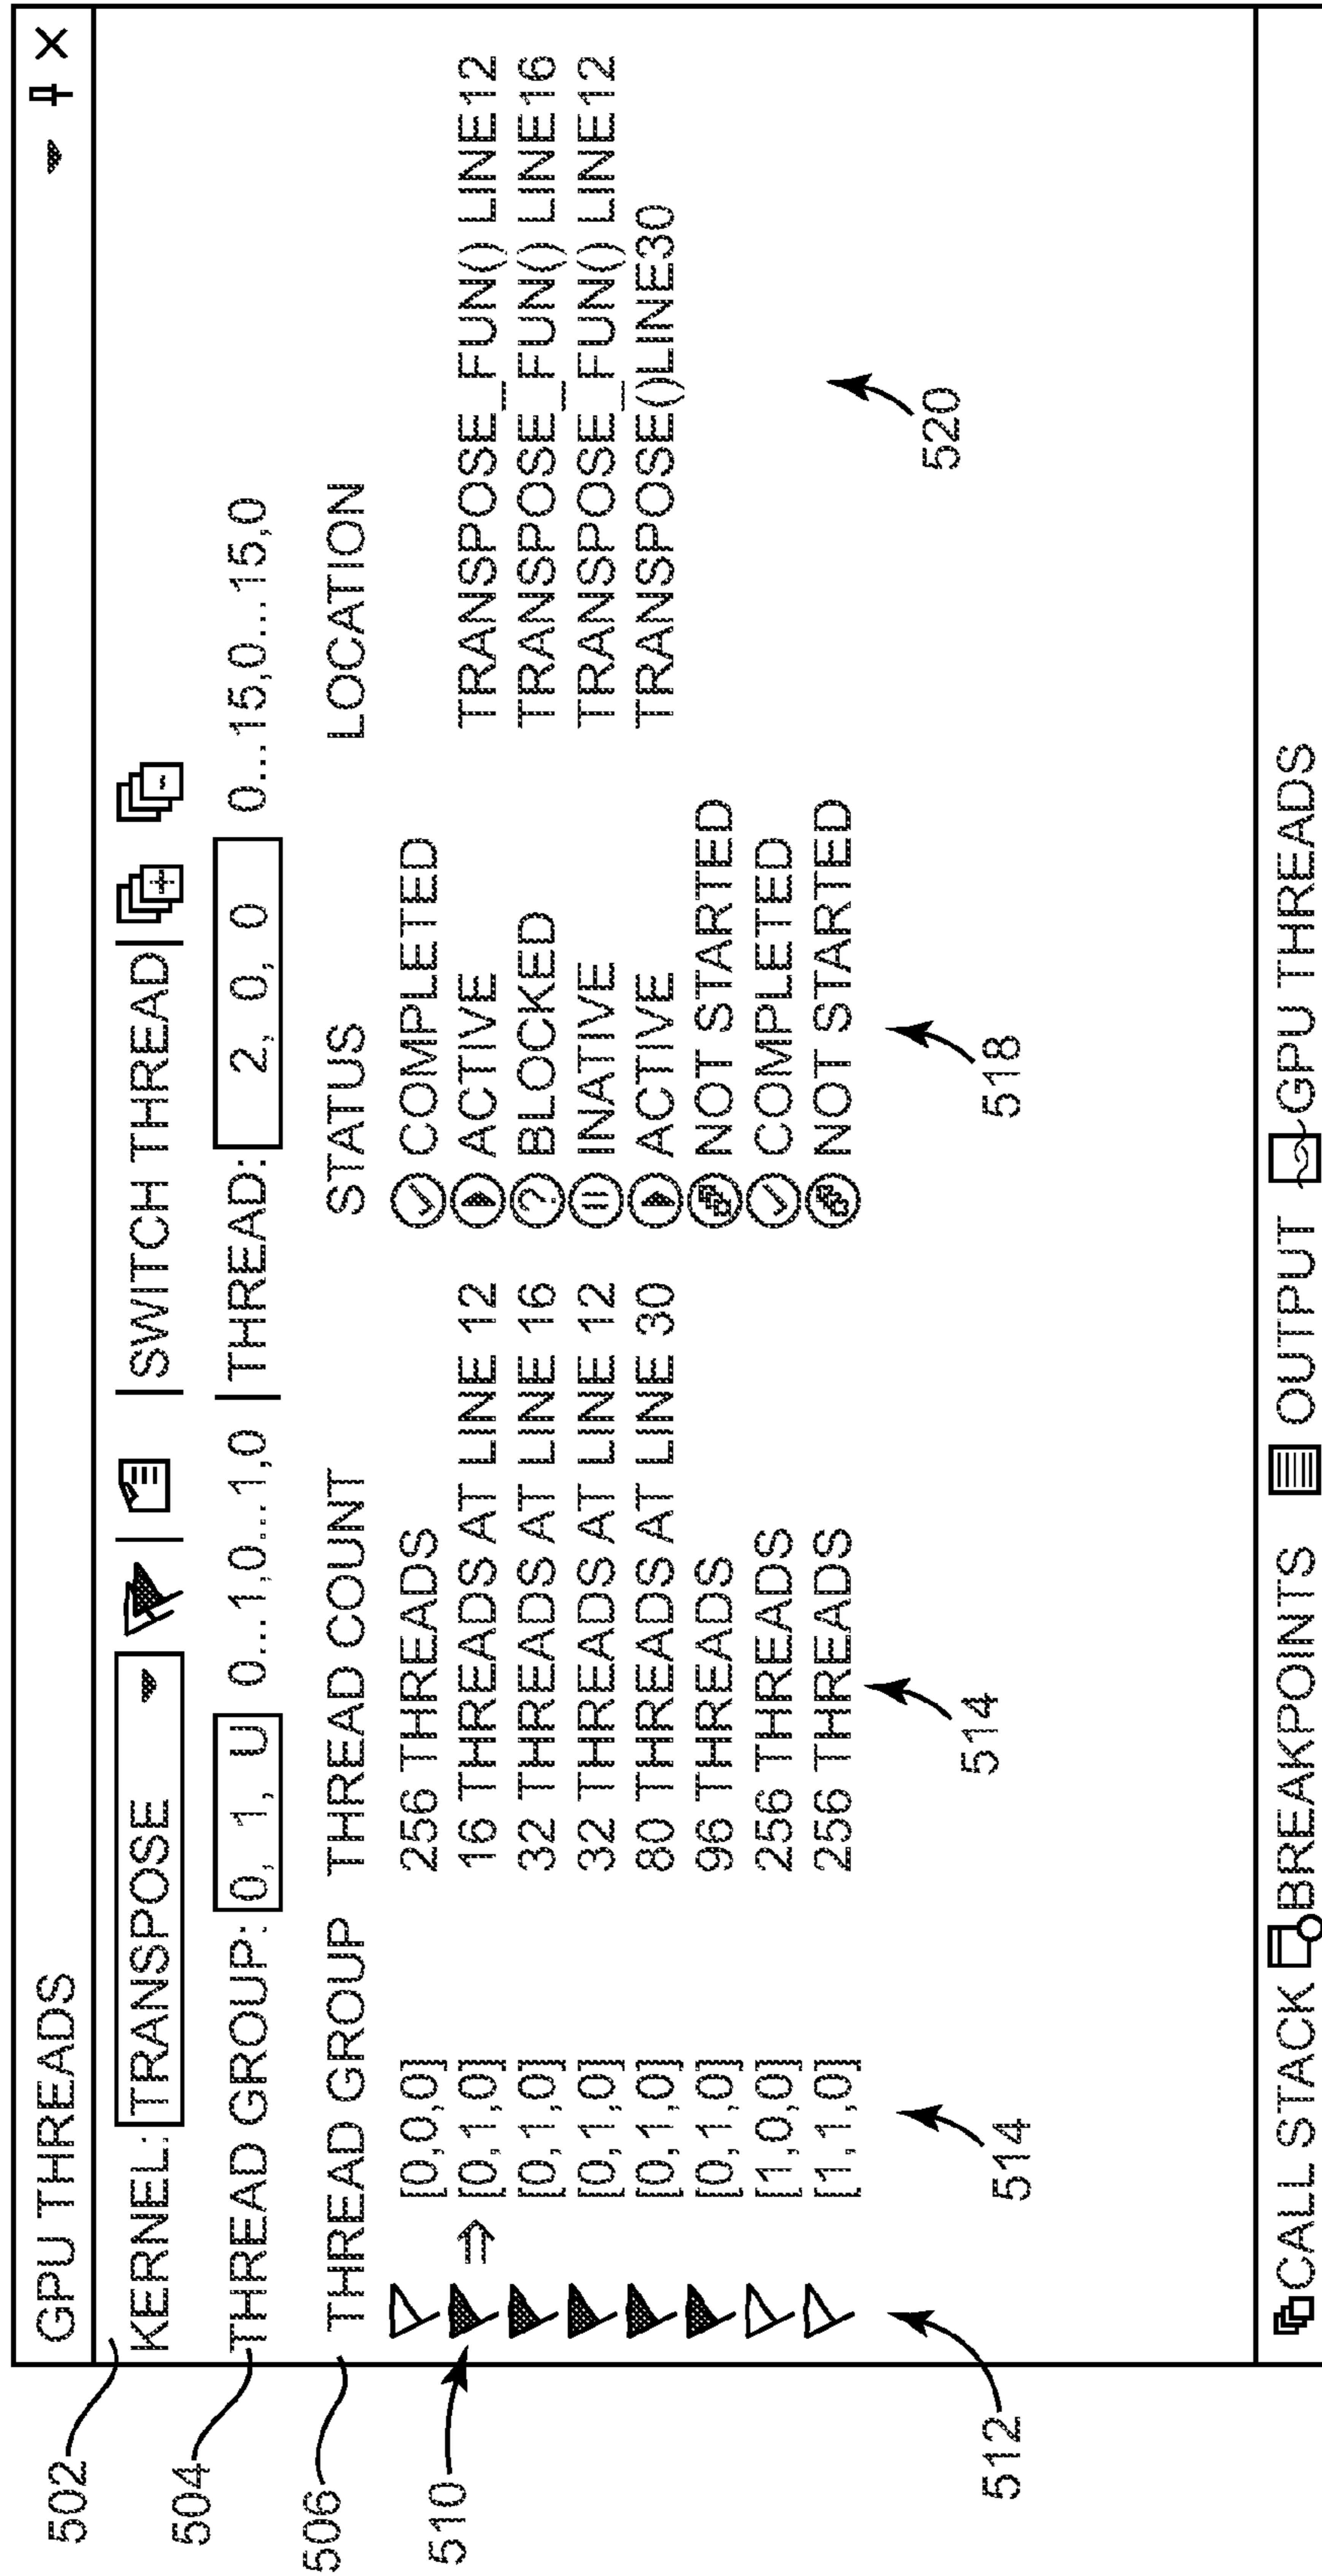 GPU THREADS
502
KERNEL: TRANSPOSE SWITCH THREAD
504
THREAD GROUP: 0, 1, U 0...1,0...1,0 THREAD: 2, 0, 0 0...15,0...15,0
506
THREAD GROUP THREAD COUNT STATUS LOCATION
[0,0,0] 256 THREADS COMPLETED
510
[0,1,0] 16 THREADS AT LINE 12 ACTIVE TRANSPOSE_FUN() LINE12
[0,1,0] 32 THREADS AT LINE 16 BLOCKED TRANSPOSE_FUN() LINE16
[0,1,0] 32 THREADS AT LINE 12 INATIVE TRANSPOSE_FUN() LINE12
[0,1,0] 80 THREADS AT LINE 30 ACTIVE TRANSPOSE()LINE30
[0,1,0] 96 THREADS NOT STARTED
[1,0,0] 256 THREADS COMPLETED
[1,1,0] 256 THREADS NOT STARTED
512 514 514 518 520
CALL STACK BREAKPOINTS OUTPUT GPU THREADS